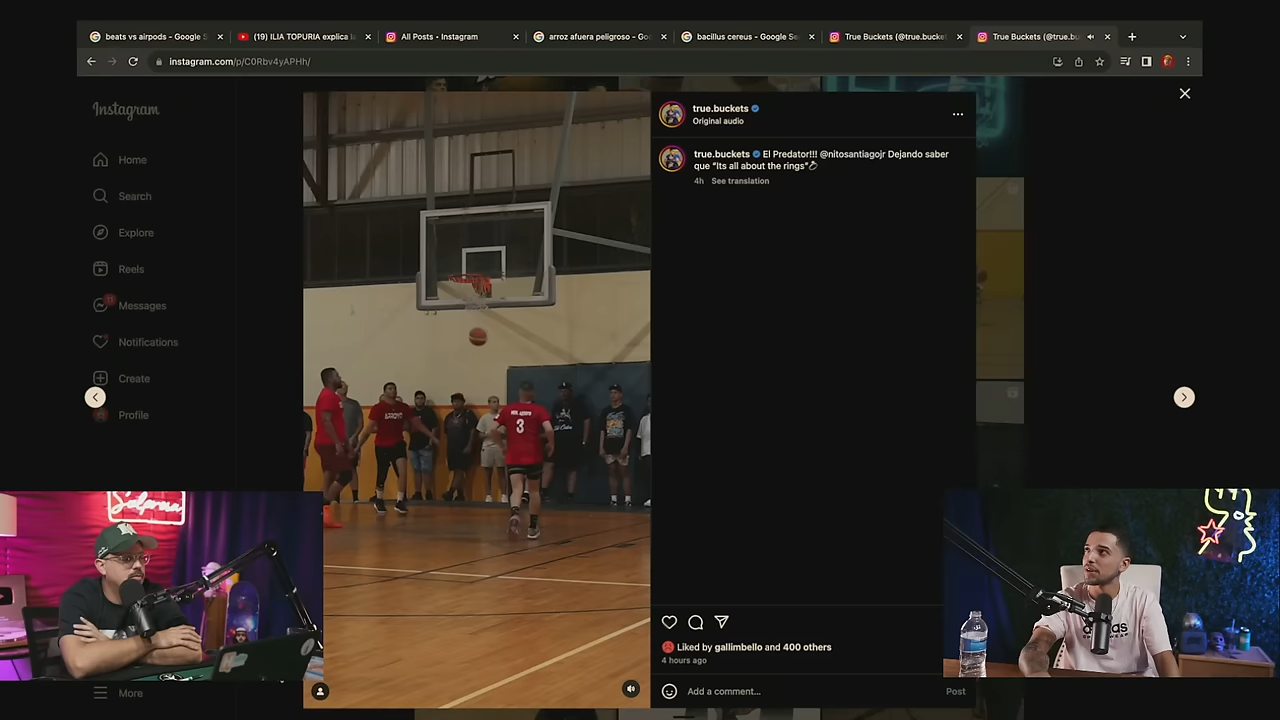 beats vs airpods - Google S
(19) ILIA TOPURIA explica l
All Posts • Instagram
arroz afuera peligroso - Go
bacillus cereus - Google Se
True Buckets (@true.bucket
True Buckets (@true.bu
instagram.com/p/C0Rbv4yAPHh/
Instagram
Home
Search
Explore
Reels
Messages
Notifications
Create
Profile
More
true.buckets
Original audio
true.buckets El Predator!!! @nitosantiagojr Dejando saber
que "Its all about the rings"
4h See translation
3
Liked by gallimbello and 400 others
4 hours ago
Add a comment...
Post
adidas